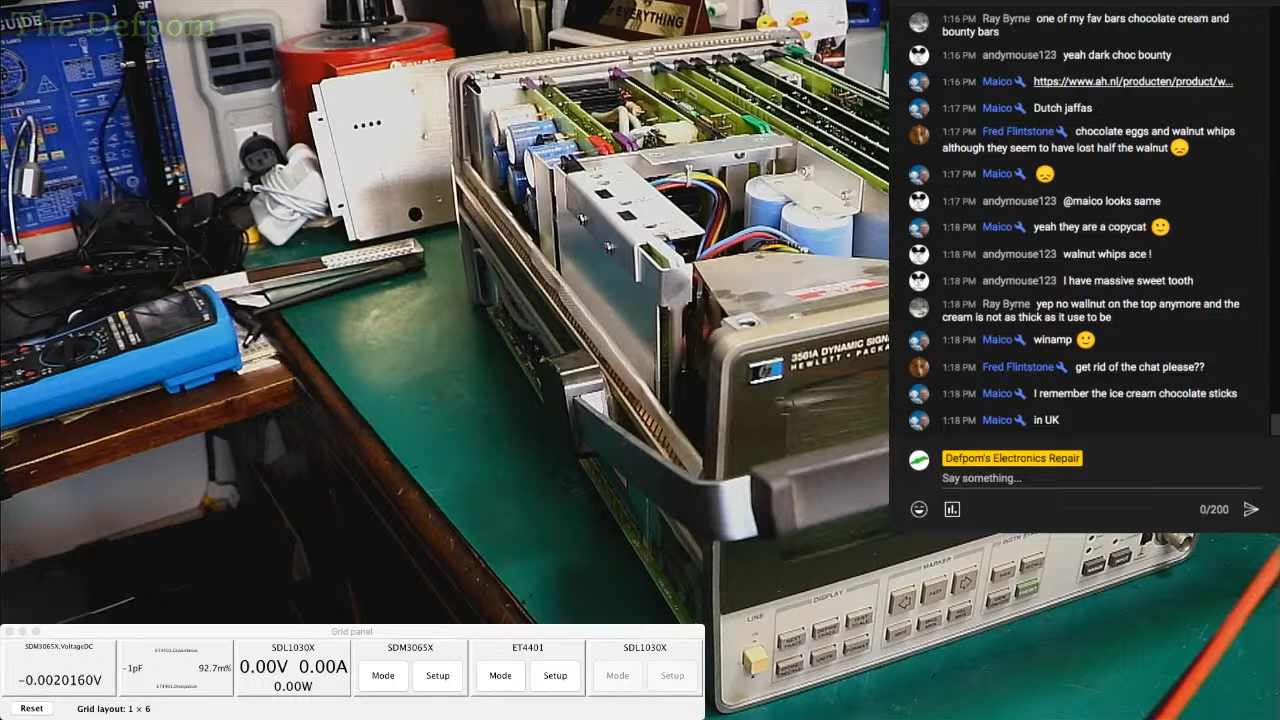 The Defpom
GUIDE
EVERYTHING
3561A DYNAMIC SIGN
HEWLETT • PACKA
hp
LINE
DISPLAY
MARKER
1:16 PM Ray Byrne one of my fav bars chocolate cream and
bounty bars
1:16 PM andymouse123 yeah dark choc bounty
1:16 PM Maico https://www.ah.nl/producten/product/w...
1:17 PM Maico Dutch jaffas
1:17 PM Fred Flintstone chocolate eggs and walnut whips
although they seem to have lost half the walnut 😞
1:17 PM Maico 😞
1:17 PM andymouse123 @maico looks same
1:18 PM Maico yeah they are a copycat 🙂
1:18 PM andymouse123 walnut whips ace !
1:18 PM andymouse123 I have massive sweet tooth
1:18 PM Ray Byrne yep no wallnut on the top anymore and the
cream is not as thick as it use to be
1:18 PM Maico winamp 🙂
1:18 PM Fred Flintstone get rid of the chat please??
1:18 PM Maico I remember the ice cream chocolate sticks
1:18 PM Maico in UK
Defpom's Electronics Repair
Say something...
0/200
Grid panel
SDM3065X.VoltageDC
-0.0020160V
ET4401.Capacitance
-1pF 92.7m%
ET4401.Dissipation
SDL1030X
0.00V 0.00A
0.00W
SDM3065X
Mode Setup
ET4401
Mode Setup
SDL1030X
Mode Setup
Reset Grid layout: 1 × 6